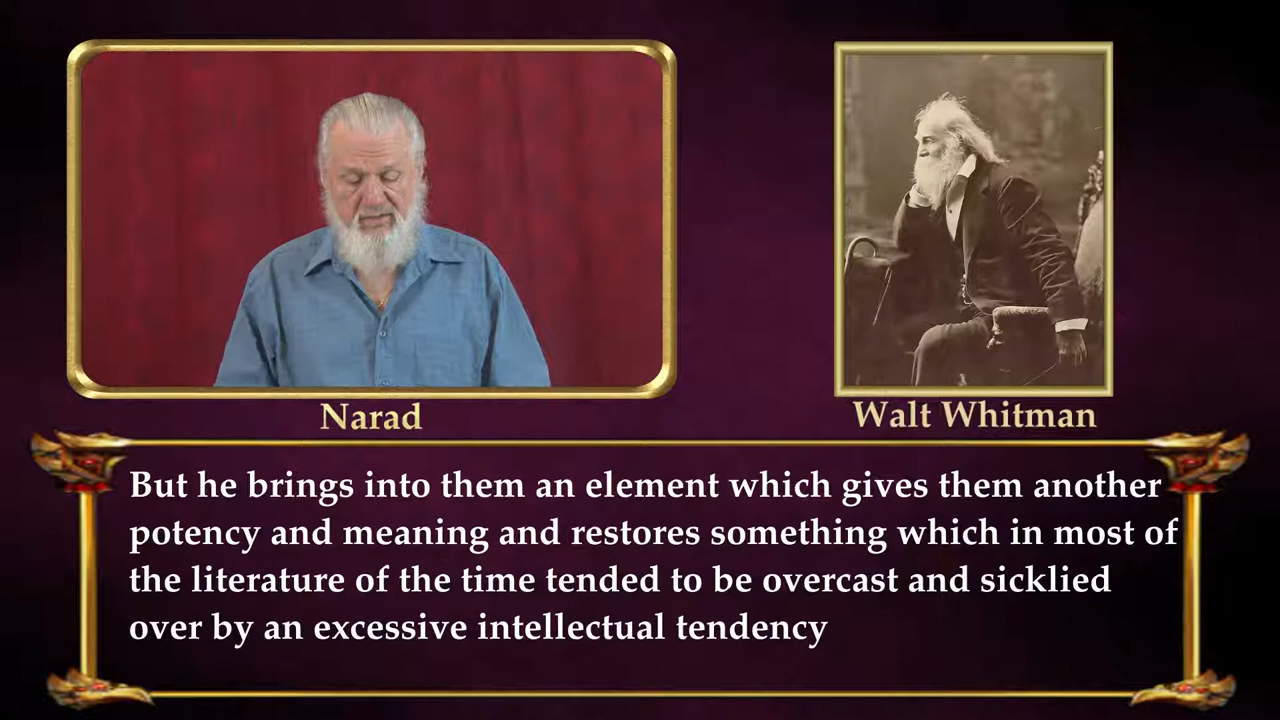 Narad
Walt Whitman
But he brings into them an element which gives them another
potency and meaning and restores something which in most of
the literature of the time tended to be overcast and sicklied
over by an excessive intellectual tendency